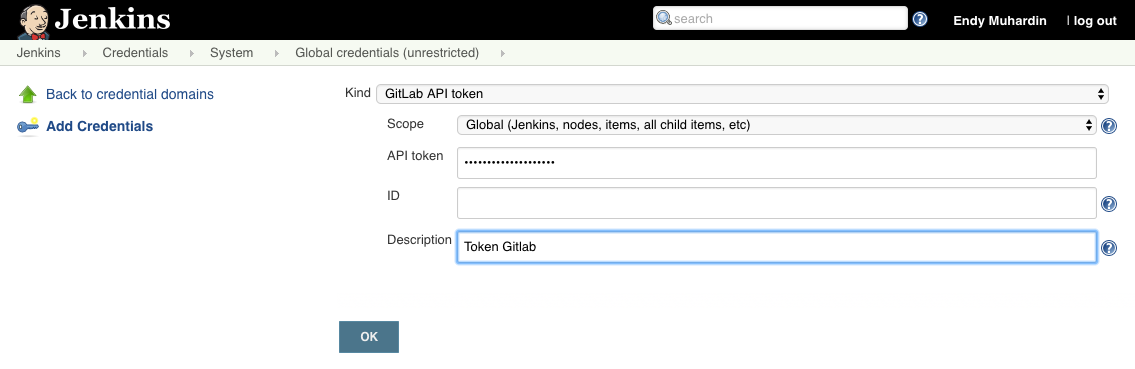 Jenkins
search
Endy Muhardin | log out
Jenkins Credentials System Global credentials (unrestricted)
Back to credential domains
Add Credentials
Kind GitLab API token
Scope Global (Jenkins, nodes, items, all child items, etc)
API token ••••••••••••••••••••
ID
Description Token Gitlab
OK